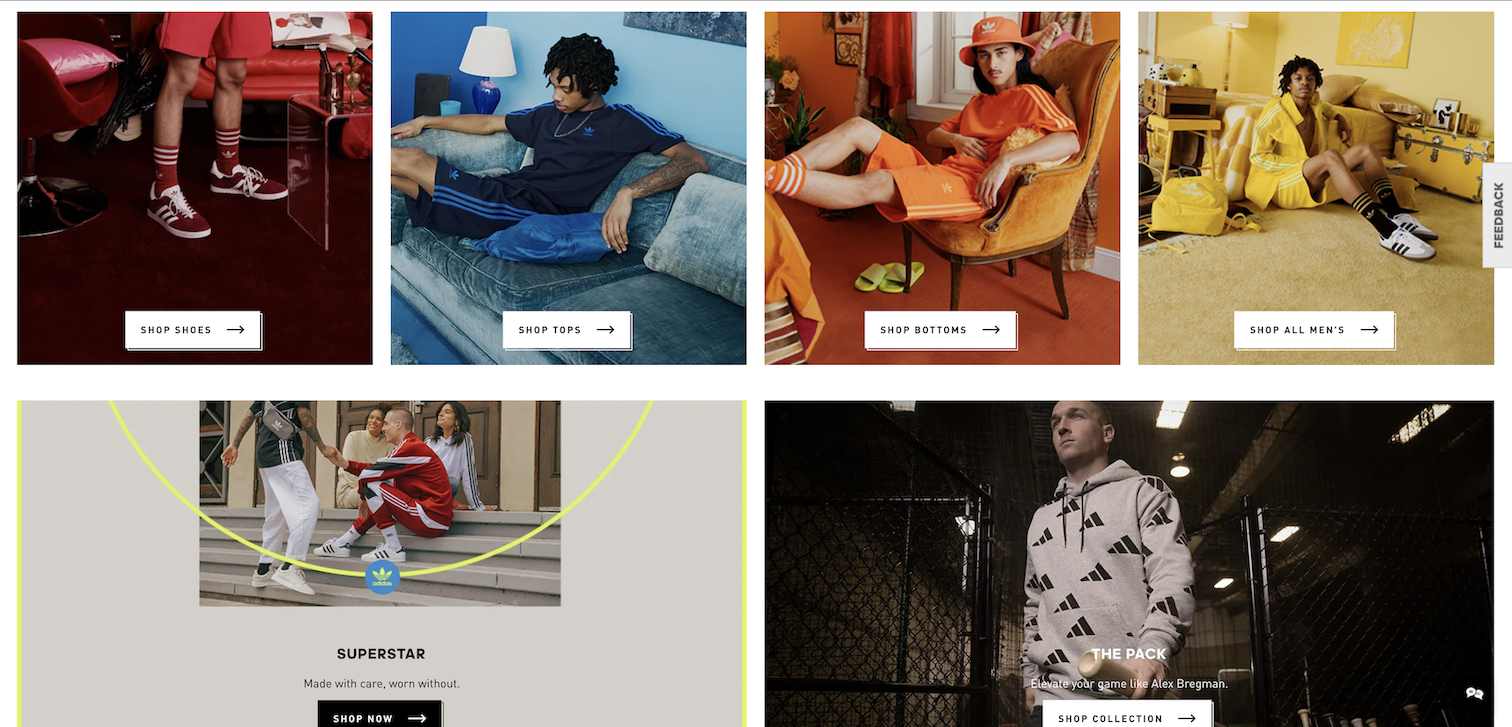 SHOP SHOES
SHOP TOPS
SHOP BOTTOMS
SHOP ALL MEN'S
FEEDBACK
adidas
SUPERSTAR
Made with care, worn without.
SHOP NOW
THE PACK
Elevate your game like Alex Bregman.
SHOP COLLECTION